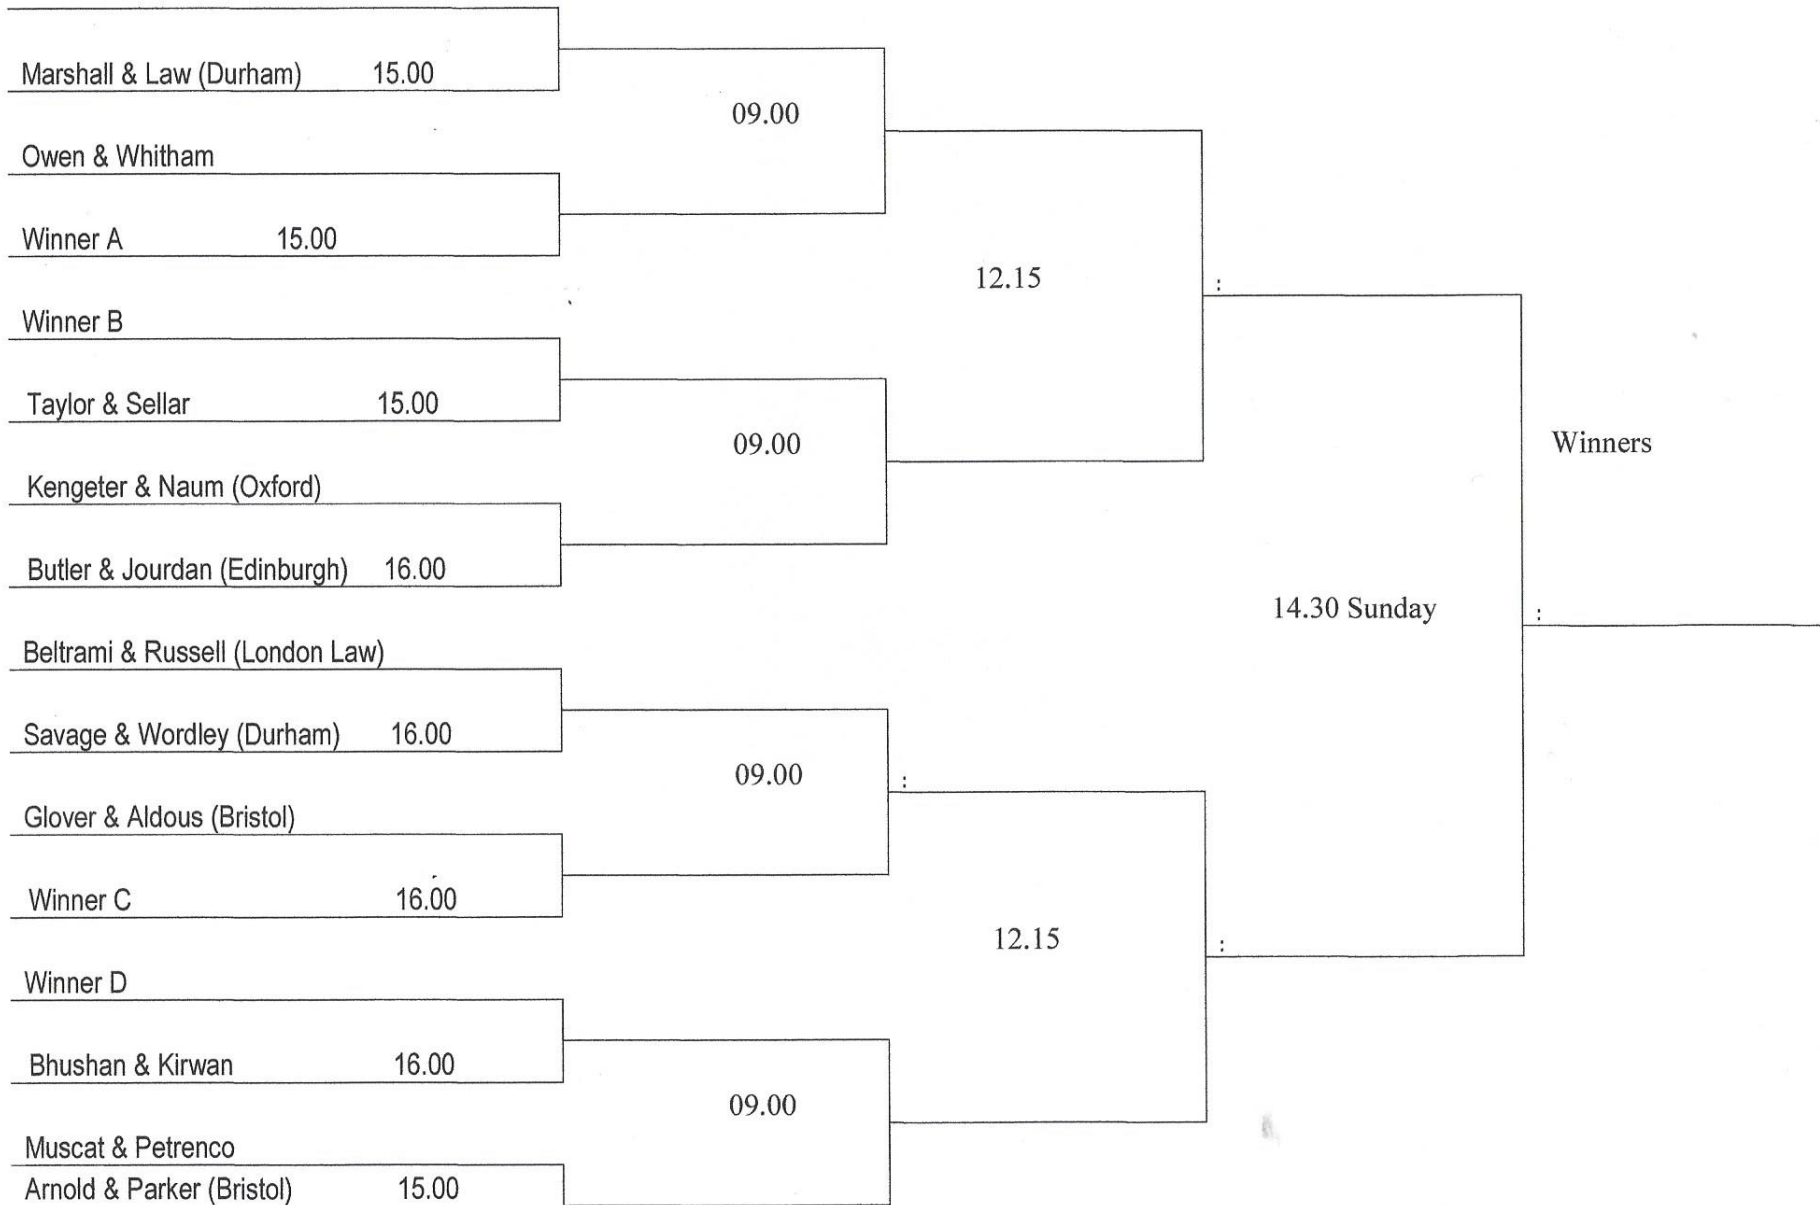 Marshall & Law (Durham) 15.00
09.00
Owen & Whitham
Winner A 15.00
12.15
:
Winner B
Taylor & Sellar 15.00
09.00
Winners
Kengeter & Naum (Oxford)
Butler & Jourdan (Edinburgh) 16.00
14.30 Sunday
:
Beltrami & Russell (London Law)
Savage & Wordley (Durham) 16.00
09.00
:
Glover & Aldous (Bristol)
Winner C 16.00
12.15
:
Winner D
Bhushan & Kirwan 16.00
09.00
Muscat & Petrenco
Arnold & Parker (Bristol) 15.00